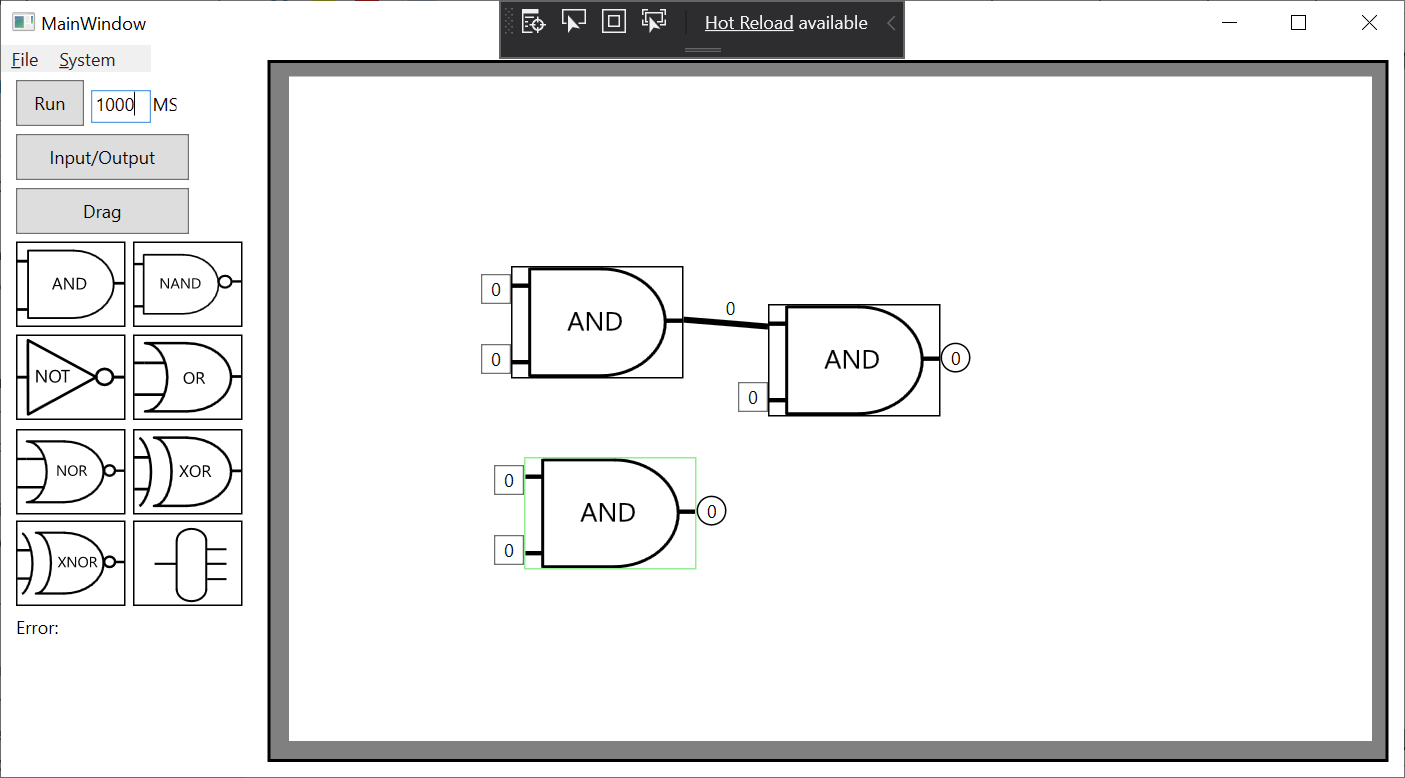 MainWindow
Hot Reload available
File System
Run 1000 MS
Input/Output
Drag
AND NAND
NOT OR
NOR XOR
XNOR
Error:
0
AND
0
0
0
AND
0
0
0
AND
0
0